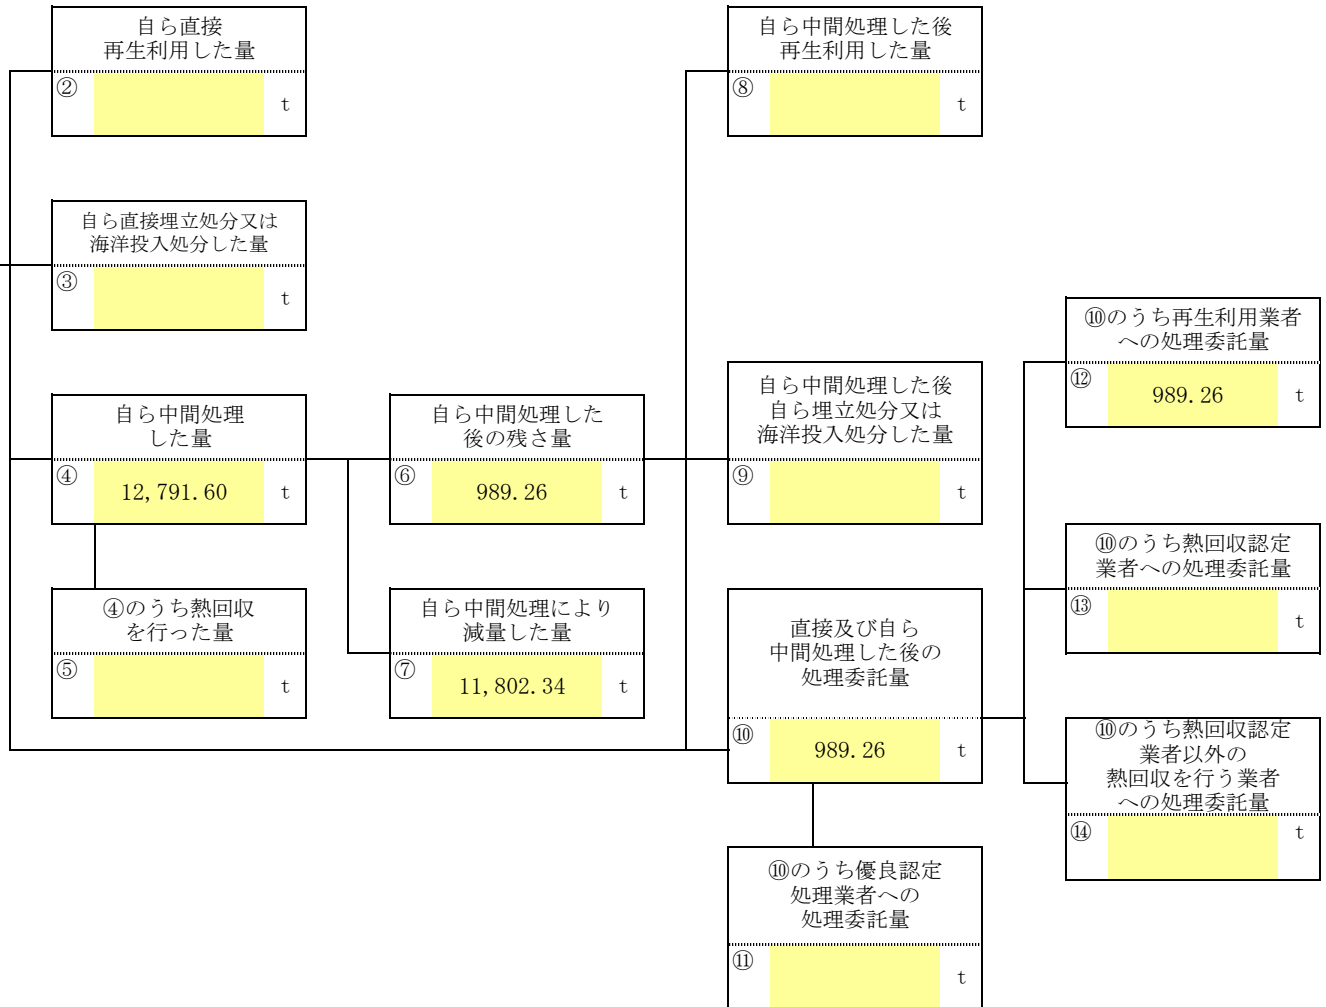 自ら直接
再生利用した量
②
t
自ら中間処理した後
再生利用した量
⑧
t
自ら直接埋立処分又は
海洋投入処分した量
③
t
⑩のうち再生利用業者
への処理委託量
⑫ 989.26 t
自ら中間処理
した量
④ 12,791.60 t
自ら中間処理した
後の残さ量
⑥ 989.26 t
自ら中間処理した後
自ら埋立処分又は
海洋投入処分した量
⑨
t
⑩のうち熱回収認定
業者への処理委託量
⑬
t
④のうち熱回収
を行った量
⑤
t
自ら中間処理により
減量した量
⑦ 11,802.34 t
直接及び自ら
中間処理した後の
処理委託量
⑩ 989.26 t
⑩のうち熱回収認定
業者以外の
熱回収を行う業者
への処理委託量
⑭ t
⑩のうち優良認定
処理業者への
処理委託量
⑪
t